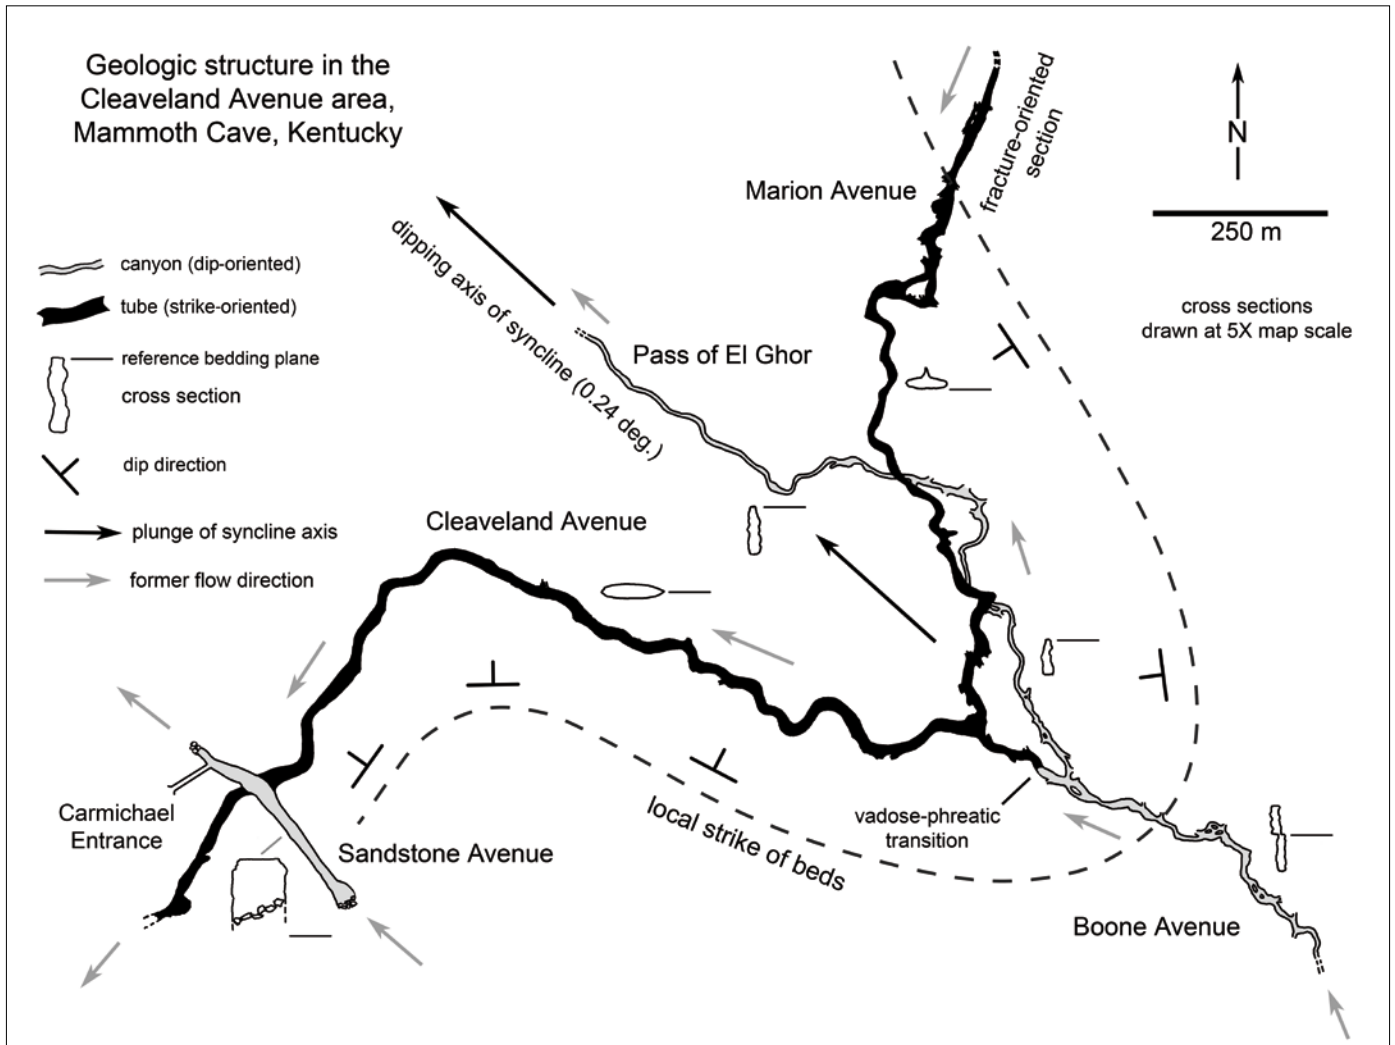 Geologic structure in the
Cleaveland Avenue area,
Mammoth Cave, Kentucky
canyon (dip-oriented)
tube (strike-oriented)
reference bedding plane
cross section
dip direction
plunge of syncline axis
former flow direction
dipping axis of syncline (0.24 deg.)
Marion Avenue
fracture-oriented
section
N
250 m
cross sections
drawn at 5X map scale
Pass of El Ghor
Cleaveland Avenue
Carmichael
Entrance
Sandstone Avenue
local strike of beds
vadose-phreatic
transition
Boone Avenue